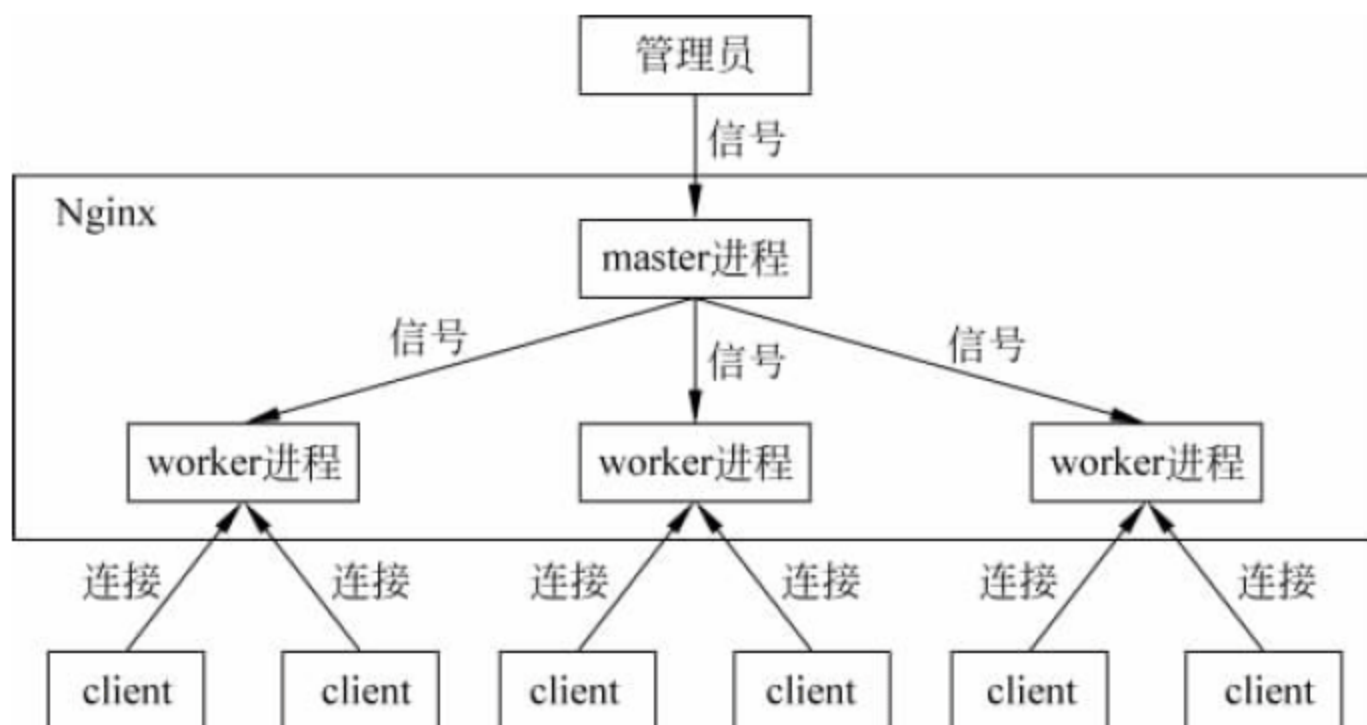 管理员
信号
Nginx
master进程
信号
信号
信号
worker进程
worker进程
worker进程
连接
连接
连接
连接
连接
连接
client
client
client
client
client
client